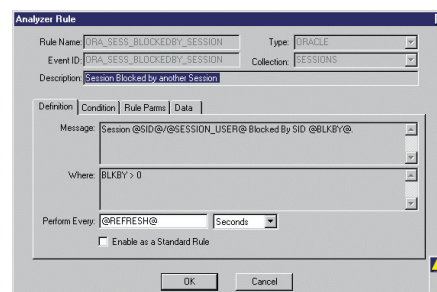 Analyzer Rule
Rule Name: ORA_SESS_BLOCKEDBY_SESSION Type: ORACLE
Event ID: ORA_SESS_BLOCKEDBY_SESSION Collection: SESSIONS
Description: Session Blocked by another Session
Definition Condition Rule Parms Data
Message: Session @SID@/@SESSION_USER@ Blocked By SID @BLKBY@.
Where: BLKBY > 0
Perform Every: @REFRESH@ Seconds
Enable as a Standard Rule
OK Cancel